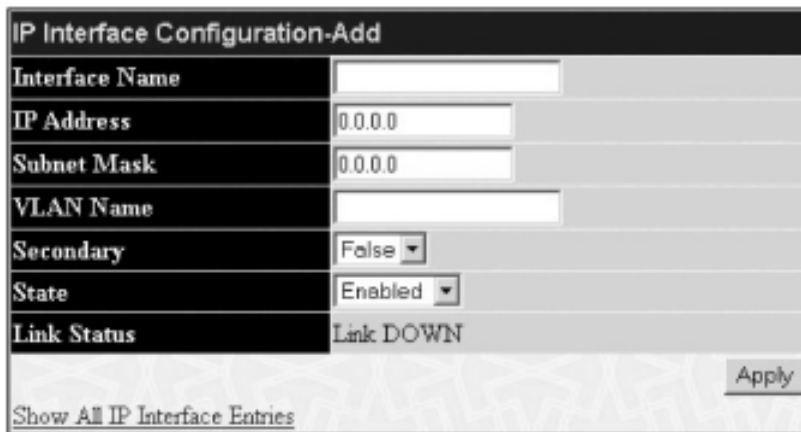 IP Interface Configuration-Add
Interface Name
IP Address 0.0.0.0
Subnet Mask 0.0.0.0
VLAN Name
Secondary False
State Enabled
Link Status Link DOWN
Apply
Show All IP Interface Entries